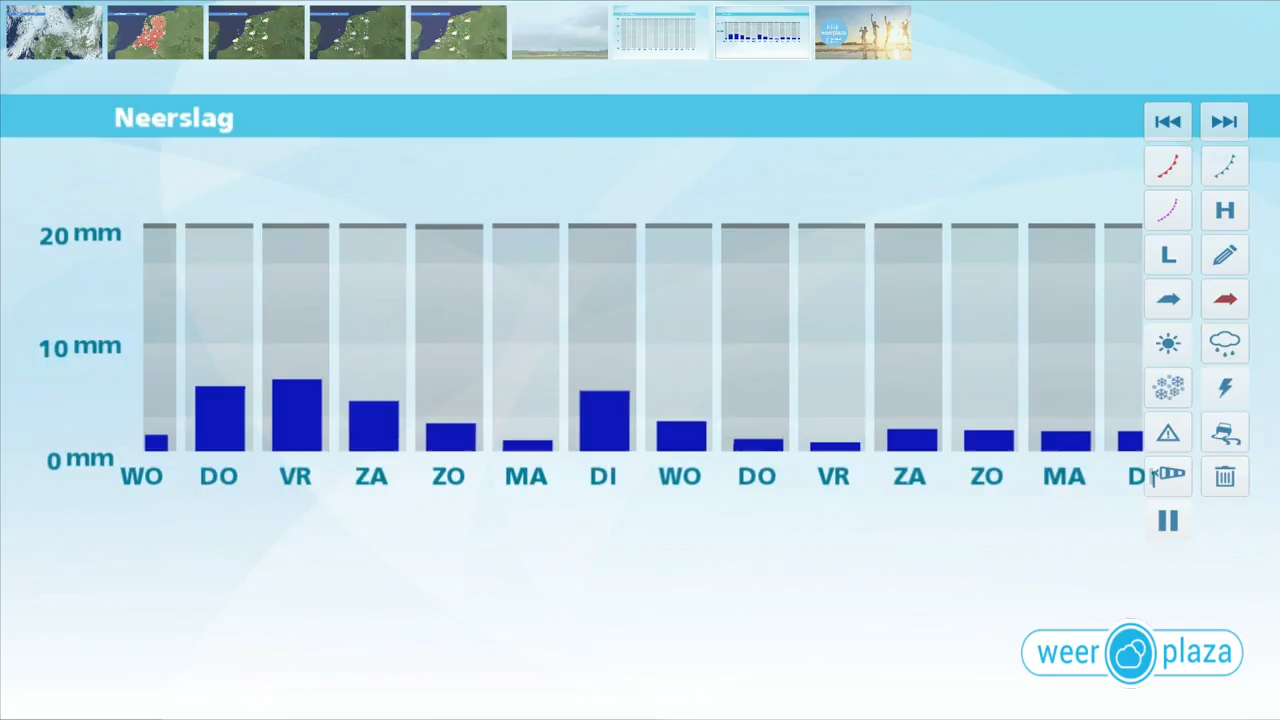 Neerslag
20 mm
10 mm
0 mm
WO DO VR ZA ZO MA DI WO DO VR ZA ZO MA
H
L
weer plaza